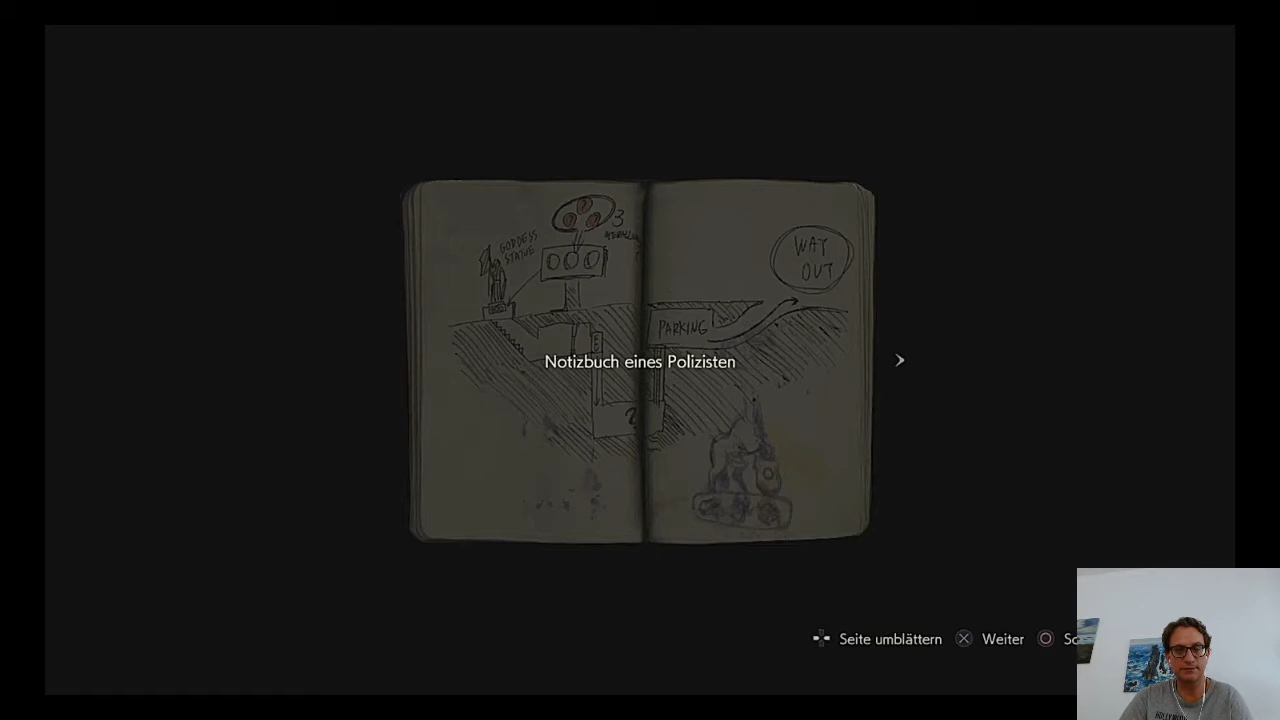 GODDESS
STATUE
3
WAY
OUT
PARKING
Notizbuch eines Polizisten
?
Seite umblättern
Weiter